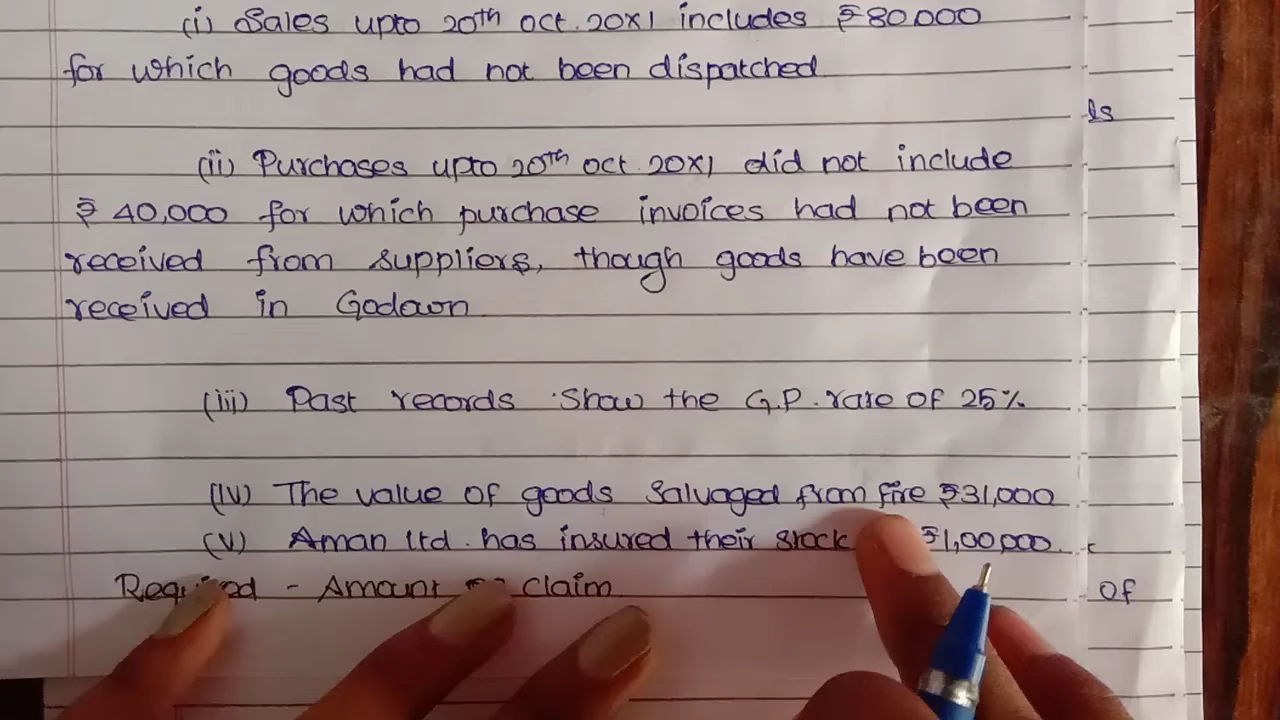 (i) Sales upto 20th oct. 20x1 includes ₹80,000
for which goods had not been dispatched
ls
(ii) Purchases upto 20th oct. 20x1 did not include
₹ 40,000 for which purchase invoices had not been
received from suppliers, though goods have been
received in Godown
(iii) Past records show the G.P. rate of 25%
(iv) The value of goods salvaged from fire ₹31,000
(v) Aman ltd. has insured their stock ₹1,00,000.
Required - Amount claim
of